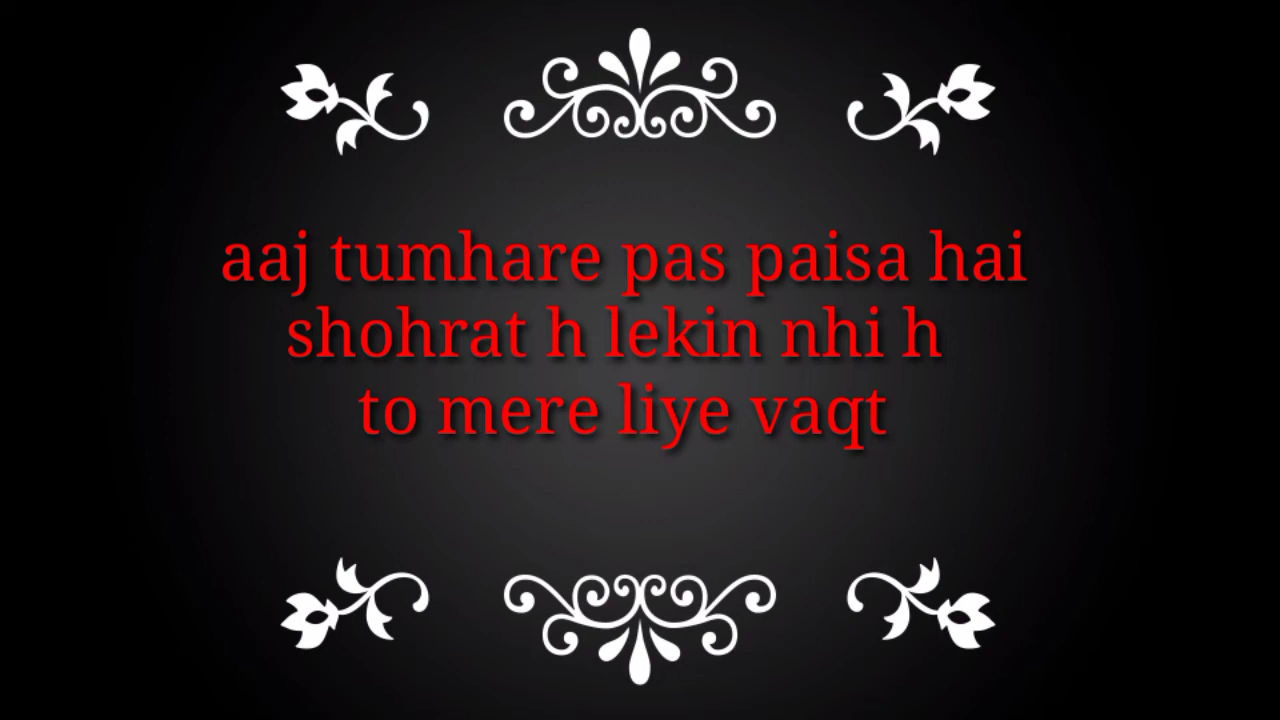 aaj tumhare pas paisa hai
shohrat h lekin nhi h
to mere liye vaqt